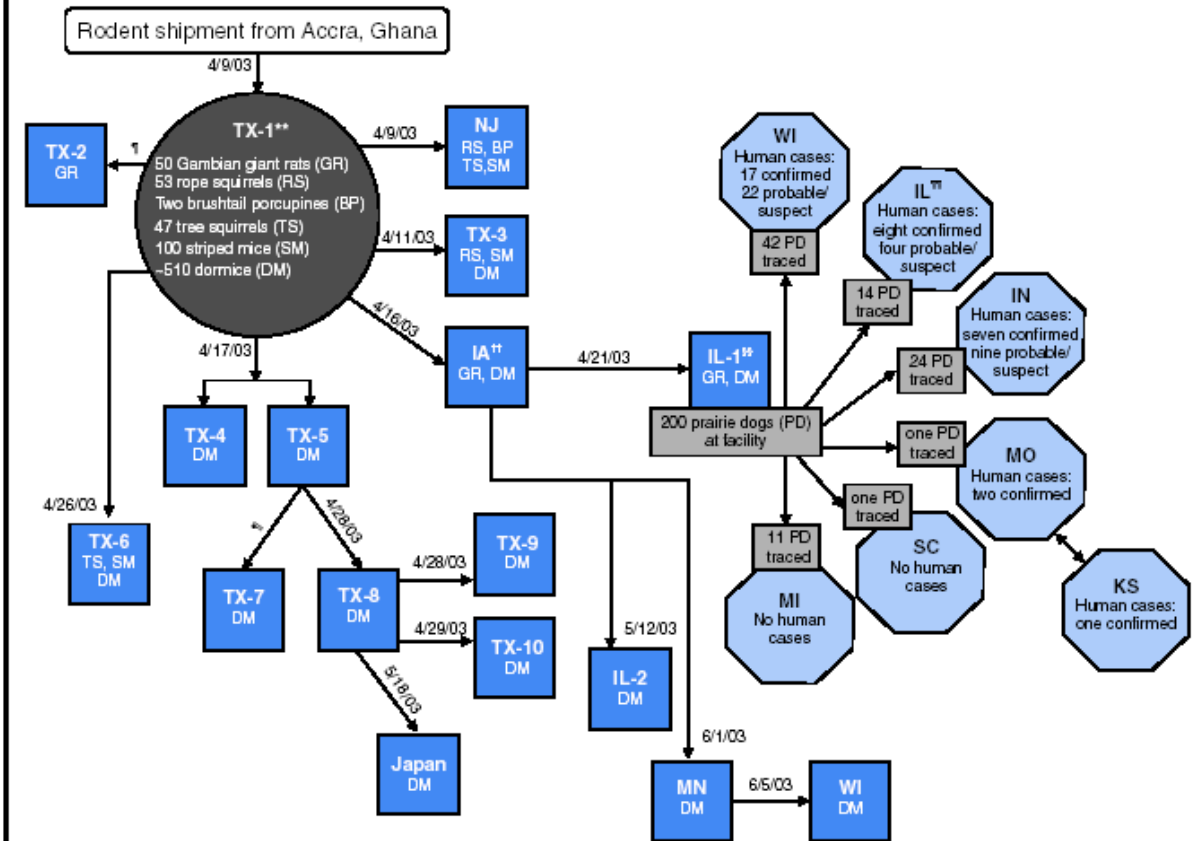 Rodent shipment from Accra, Ghana
4/9/03
TX-1**
50 Gambian giant rats (GR)
53 rope squirrels (RS)
Two brushtail porcupines (BP)
47 tree squirrels (TS)
100 striped mice (SM)
~510 dormice (DM)
¶
TX-2
GR
4/9/03
NJ
RS, BP
TS,SM
4/11/03
TX-3
RS, SM
DM
4/16/03
IA††
GR, DM
4/21/03
IL-1§§
GR, DM
200 prairie dogs (PD)
at facility
WI
Human cases:
17 confirmed
22 probable/
suspect
42 PD
traced
IL¶¶
Human cases:
eight confirmed
four probable/
suspect
14 PD
traced
IN
Human cases:
seven confirmed
nine probable/
suspect
24 PD
traced
one PD
traced
MO
Human cases:
two confirmed
one PD
traced
SC
No human
cases
11 PD
traced
MI
No human
cases
KS
Human cases:
one confirmed
4/17/03
TX-4
DM
TX-5
DM
4/26/03
TX-6
TS, SM
DM
¶
TX-7
DM
4/28/03
TX-8
DM
4/28/03
TX-9
DM
4/29/03
TX-10
DM
5/18/03
Japan
DM
5/12/03
IL-2
DM
6/1/03
MN
DM
6/5/03
WI
DM